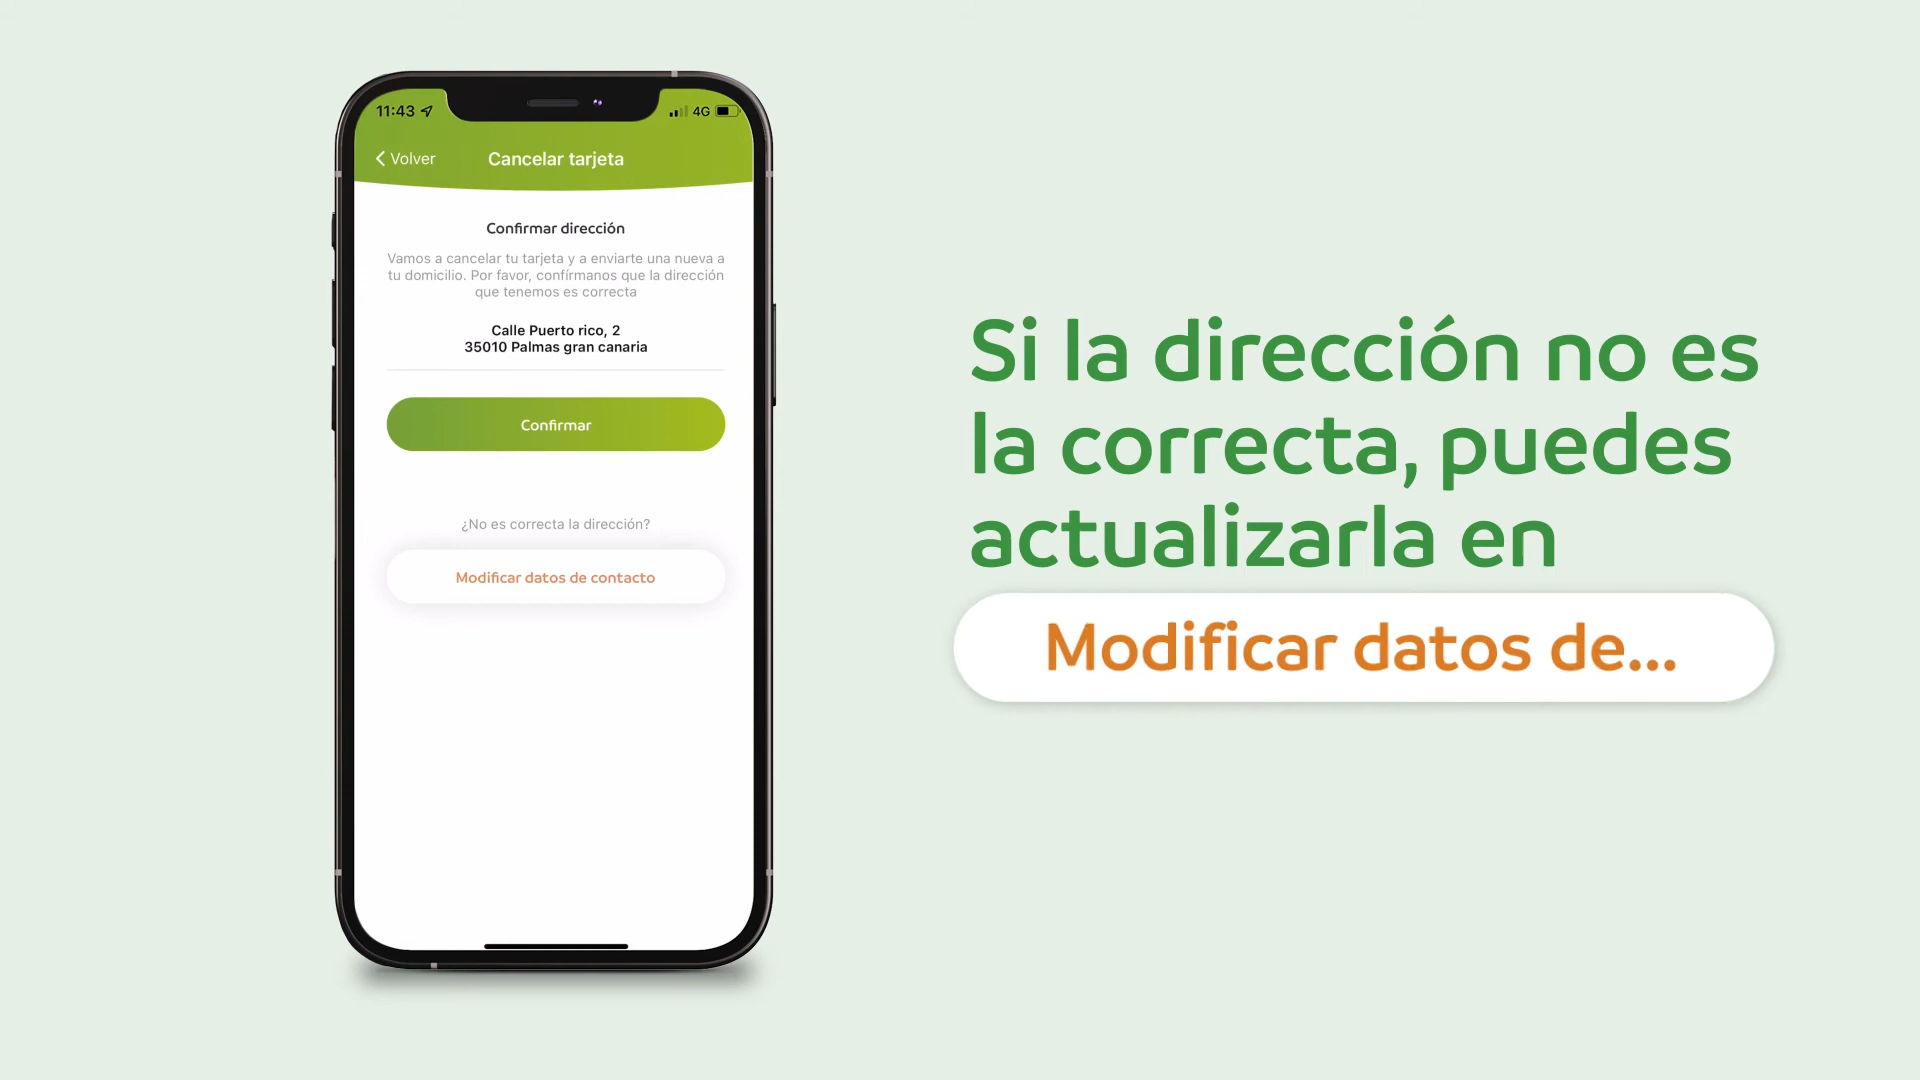 11:43
4G
Volver
Cancelar tarjeta
Confirmar dirección
Vamos a cancelar tu tarjeta y a enviarte una nueva a
tu domicilio. Por favor, confírmanos que la dirección
que tenemos es correcta
Calle Puerto rico, 2
35010 Palmas gran canaria
Confirmar
¿No es correcta la dirección?
Modificar datos de contacto
Si la dirección no es
la correcta, puedes
actualizarla en
Modificar datos de...